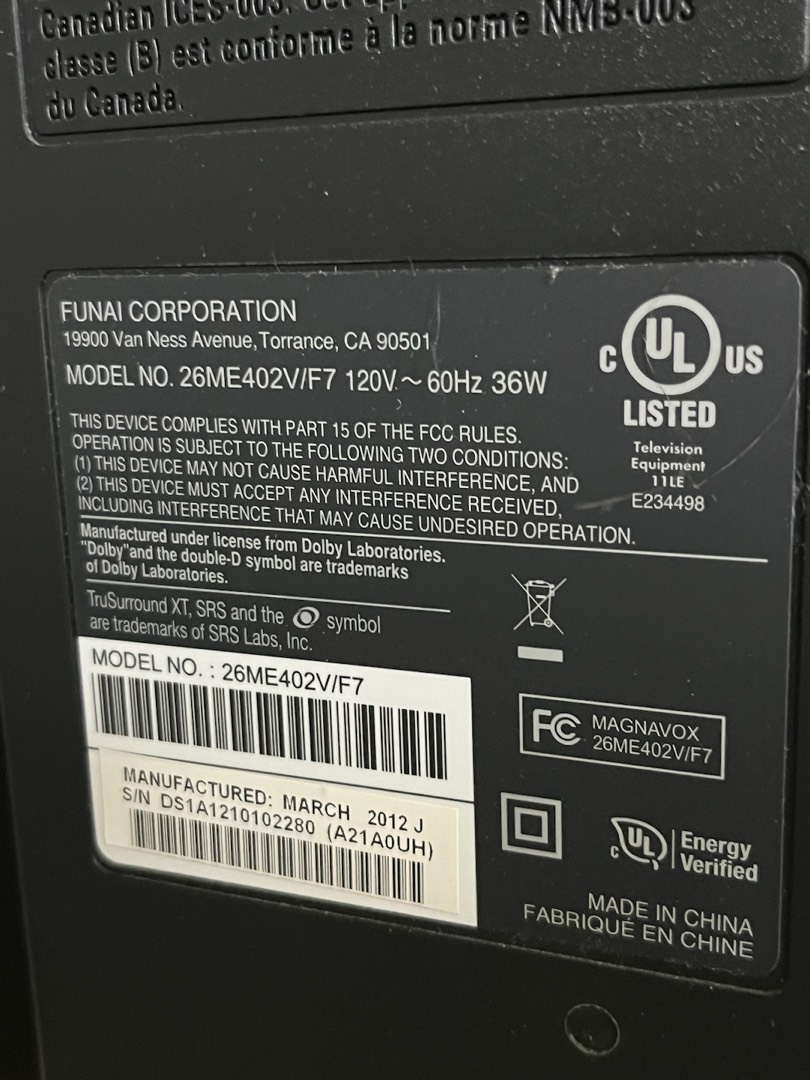 Canadian ICES-003.
classe (B) est conforme à la norme NMB-003
du Canada.
FUNAI CORPORATION
19900 Van Ness Avenue, Torrance, CA 90501
MODEL NO. 26ME402V/F7 120V ~ 60Hz 36W
C UL US
LISTED
Television
Equipment
11LE
E234498
THIS DEVICE COMPLIES WITH PART 15 OF THE FCC RULES.
OPERATION IS SUBJECT TO THE FOLLOWING TWO CONDITIONS:
(1) THIS DEVICE MAY NOT CAUSE HARMFUL INTERFERENCE, AND
(2) THIS DEVICE MUST ACCEPT ANY INTERFERENCE RECEIVED,
INCLUDING INTERFERENCE THAT MAY CAUSE UNDESIRED OPERATION.
Manufactured under license from Dolby Laboratories.
"Dolby"and the double-D symbol are trademarks
of Dolby Laboratories.
TruSurround XT, SRS and the symbol
are trademarks of SRS Labs, Inc.
MODEL NO. : 26ME402V/F7
MANUFACTURED: MARCH 2012 J
S/N DS1A1210102280 (A21A0UH)
FC MAGNAVOX
26ME402V/F7
C UL Energy
Verified
MADE IN CHINA
FABRIQUÉ EN CHINE